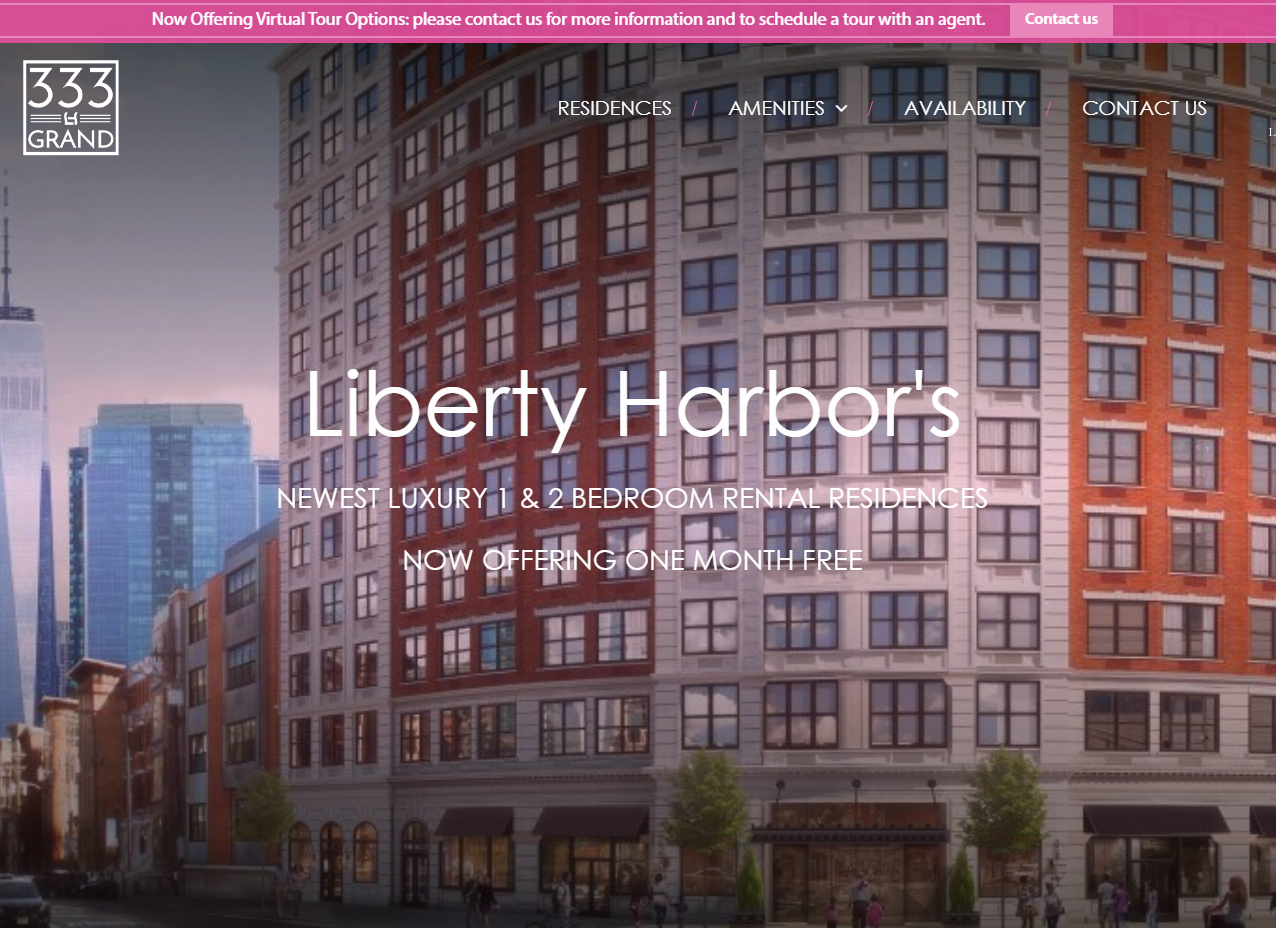 Now Offering Virtual Tour Options: please contact us for more information and to schedule a tour with an agent. Contact us
333
GRAND
RESIDENCES / AMENITIES / AVAILABILITY / CONTACT US
Liberty Harbor's
NEWEST LUXURY 1 & 2 BEDROOM RENTAL RESIDENCES
NOW OFFERING ONE MONTH FREE